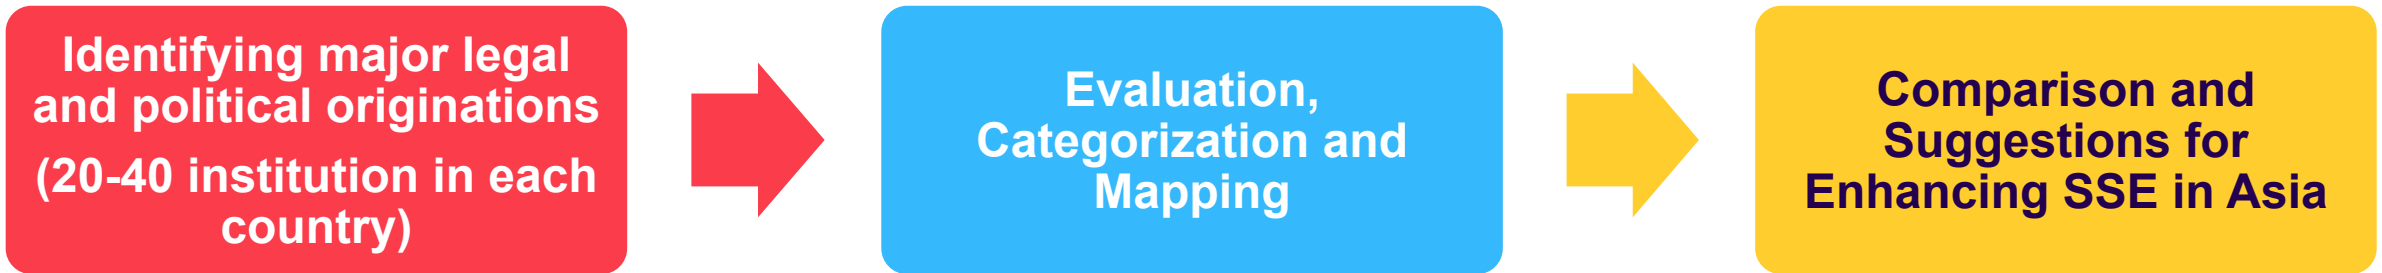 Identifying major legal
and political originations
(20-40 institution in each
country)
Evaluation,
Categorization and
Mapping
Comparison and
Suggestions for
Enhancing SSE in Asia